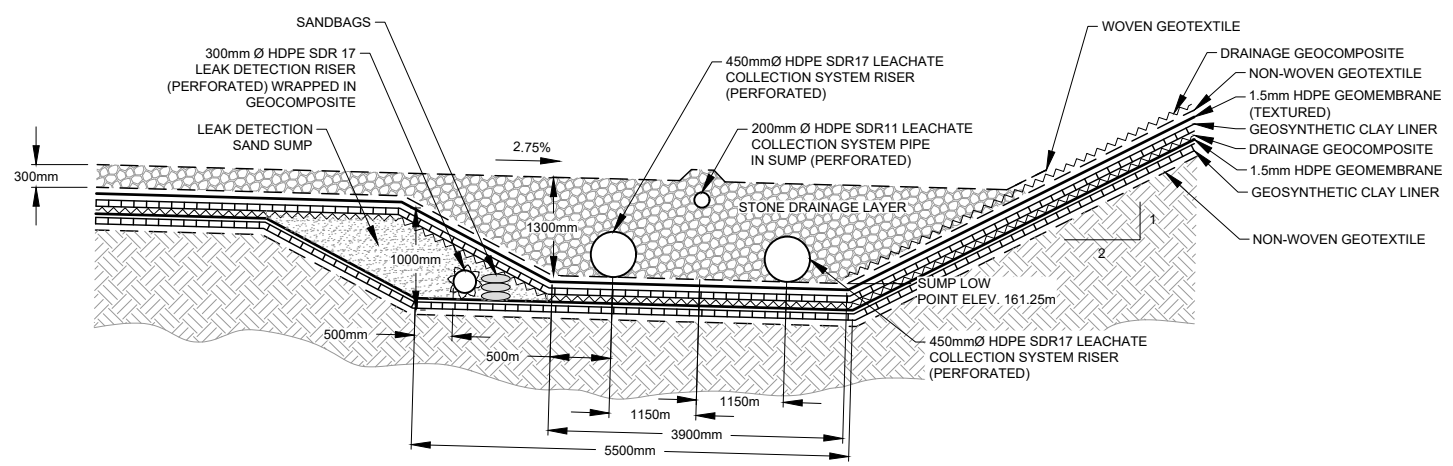 SANDBAGS
300mm Ø HDPE SDR 17
LEAK DETECTION RISER
(PERFORATED) WRAPPED IN
GEOCOMPOSITE
LEAK DETECTION
SAND SUMP
2.75%
450mmØ HDPE SDR17 LEACHATE
COLLECTION SYSTEM RISER
(PERFORATED)
200mm Ø HDPE SDR11 LEACHATE
COLLECTION SYSTEM PIPE
IN SUMP (PERFORATED)
WOVEN GEOTEXTILE
DRAINAGE GEOCOMPOSITE
NON-WOVEN GEOTEXTILE
1.5mm HDPE GEOMEMBRANE
(TEXTURED)
GEOSYNTHETIC CLAY LINER
DRAINAGE GEOCOMPOSITE
1.5mm HDPE GEOMEMBRANE
GEOSYNTHETIC CLAY LINER
NON-WOVEN GEOTEXTILE
300mm
STONE DRAINAGE LAYER
1300mm
1000mm
1
2
SUMP LOW
POINT ELEV. 161.25m
500mm
500m
450mmØ HDPE SDR17 LEACHATE
COLLECTION SYSTEM RISER
(PERFORATED)
1150m
1150m
3900mm
5500mm